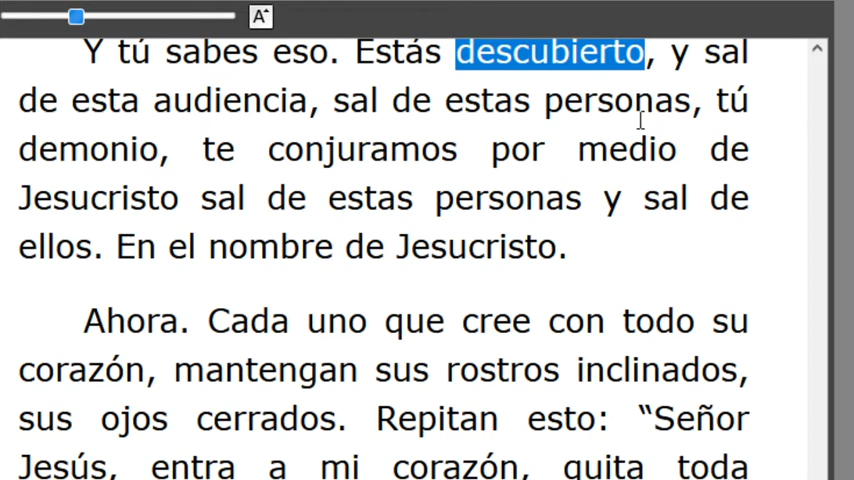 A
Y tú sabes eso. Estás descubierto, y sal
de esta audiencia, sal de estas personas, tú
demonio, te conjuramos por medio de
Jesucristo sal de estas personas y sal de
ellos. En el nombre de Jesucristo.
Ahora. Cada uno que cree con todo su
corazón, mantengan sus rostros inclinados,
sus ojos cerrados. Repitan esto: “Señor
Jesús, entra a mi corazón, quita toda